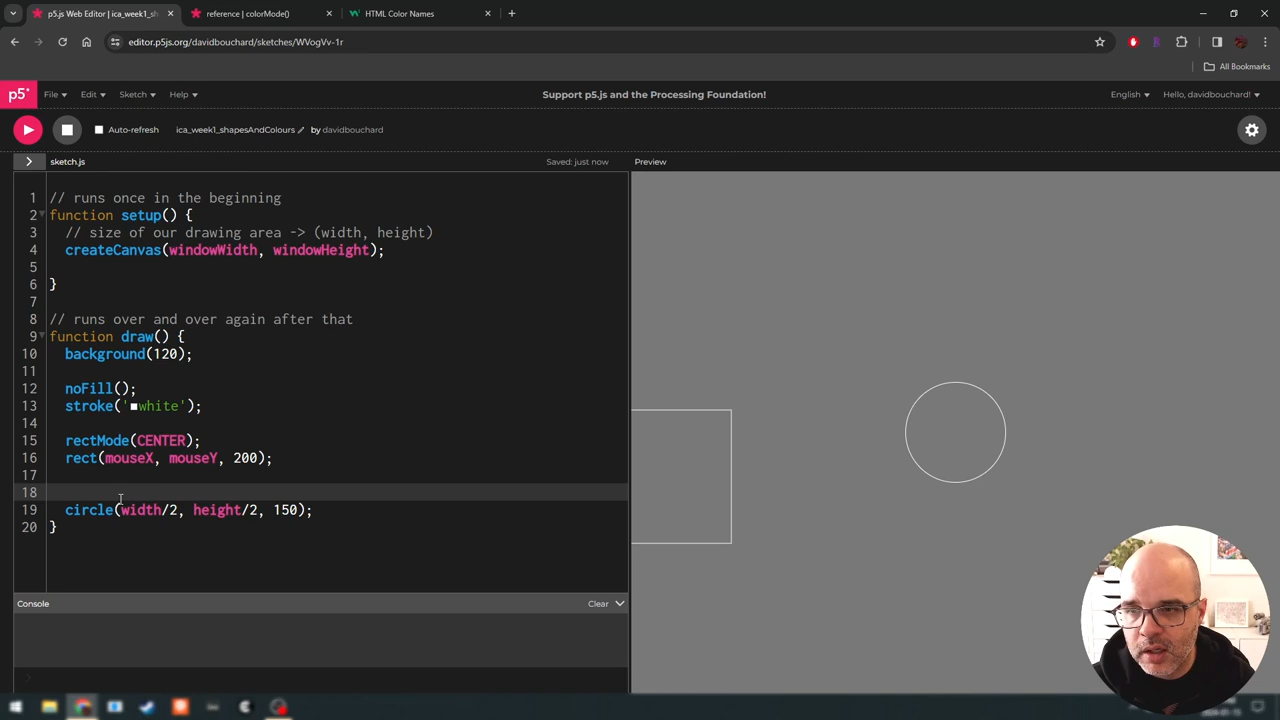 p5.js Web Editor | ica_week1_sh
reference | colorMode()
HTML Color Names
editor.p5js.org/davidbouchard/sketches/WVogVv-1r
All Bookmarks
p5*
File
Edit
Sketch
Help
Support p5.js and the Processing Foundation!
English
Hello, davidbouchard!
Auto-refresh
ica_week1_shapesAndColours
by davidbouchard
sketch.js
Saved: just now
Preview
1 // runs once in the beginning
2 function setup() {
3 // size of our drawing area -> (width, height)
4 createCanvas(windowWidth, windowHeight);
5
6 }
7
8 // runs over and over again after that
9 function draw() {
10 background(120);
11
12 noFill();
13 stroke('white');
14
15 rectMode(CENTER);
16 rect(mouseX, mouseY, 200);
17
18
19 circle(width/2, height/2, 150);
20 }
Console
Clear